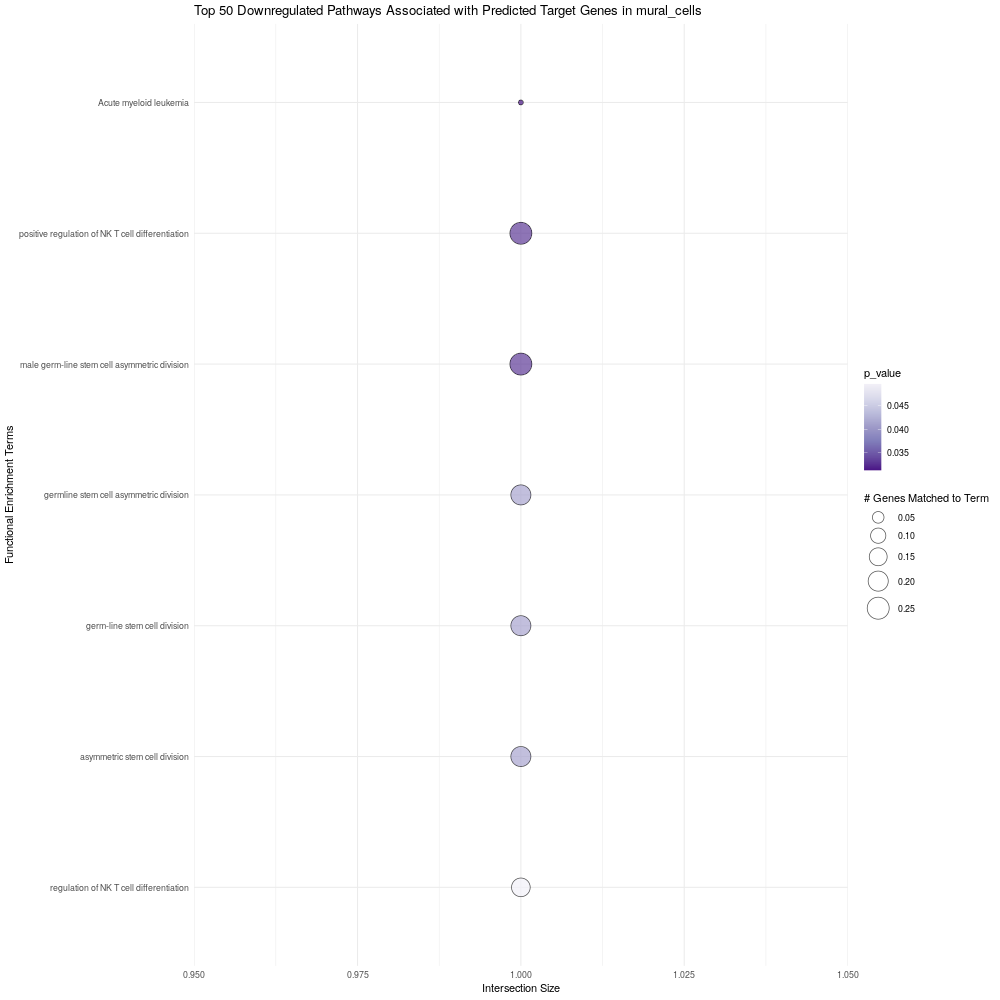 Top 50 Downregulated Pathways Associated with Predicted Target Genes in mural_cells
Functional Enrichment Terms
Acute myeloid leukemia
positive regulation of NK T cell differentiation
male germ-line stem cell asymmetric division
germline stem cell asymmetric division
germ-line stem cell division
asymmetric stem cell division
regulation of NK T cell differentiation
0.950
0.975
1.000
1.025
1.050
Intersection Size
p_value
0.045
0.040
0.035
# Genes Matched to Term
0.05
0.10
0.15
0.20
0.25